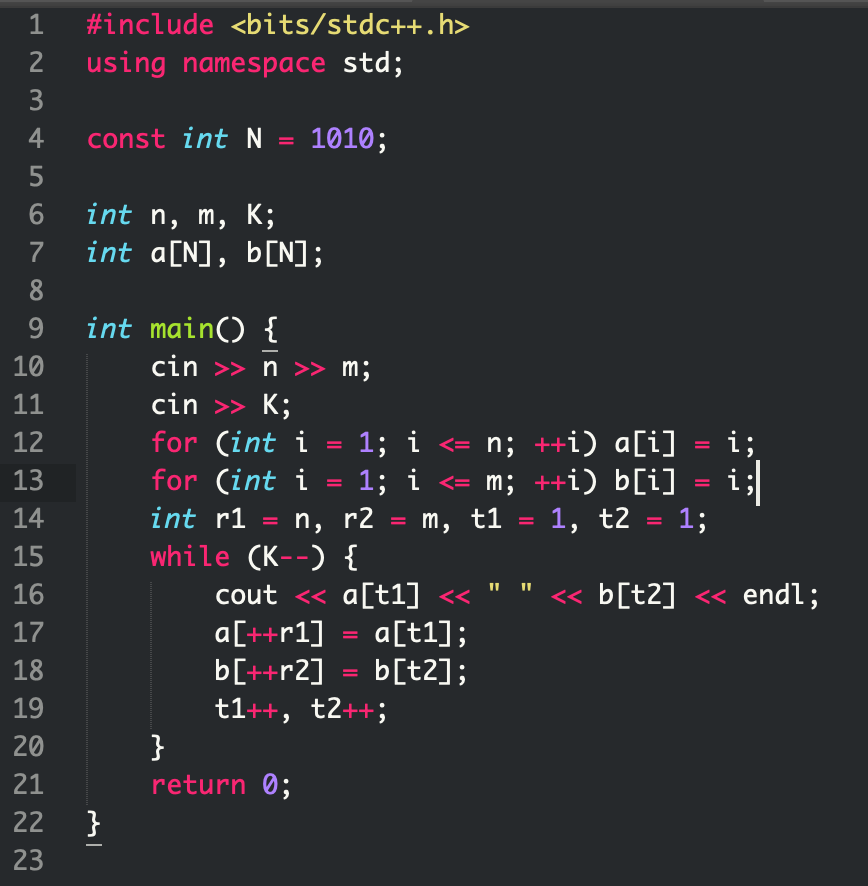 1 #include <bits/stdc++.h>
2 using namespace std;
3
4 const int N = 1010;
5
6 int n, m, K;
7 int a[N], b[N];
8
9 int main() {
10     cin >> n >> m;
11     cin >> K;
12     for (int i = 1; i <= n; ++i) a[i] = i;
13     for (int i = 1; i <= m; ++i) b[i] = i;
14     int r1 = n, r2 = m, t1 = 1, t2 = 1;
15     while (K--) {
16         cout << a[t1] << " " << b[t2] << endl;
17         a[++r1] = a[t1];
18         b[++r2] = b[t2];
19         t1++, t2++;
20     }
21     return 0;
22 }
23